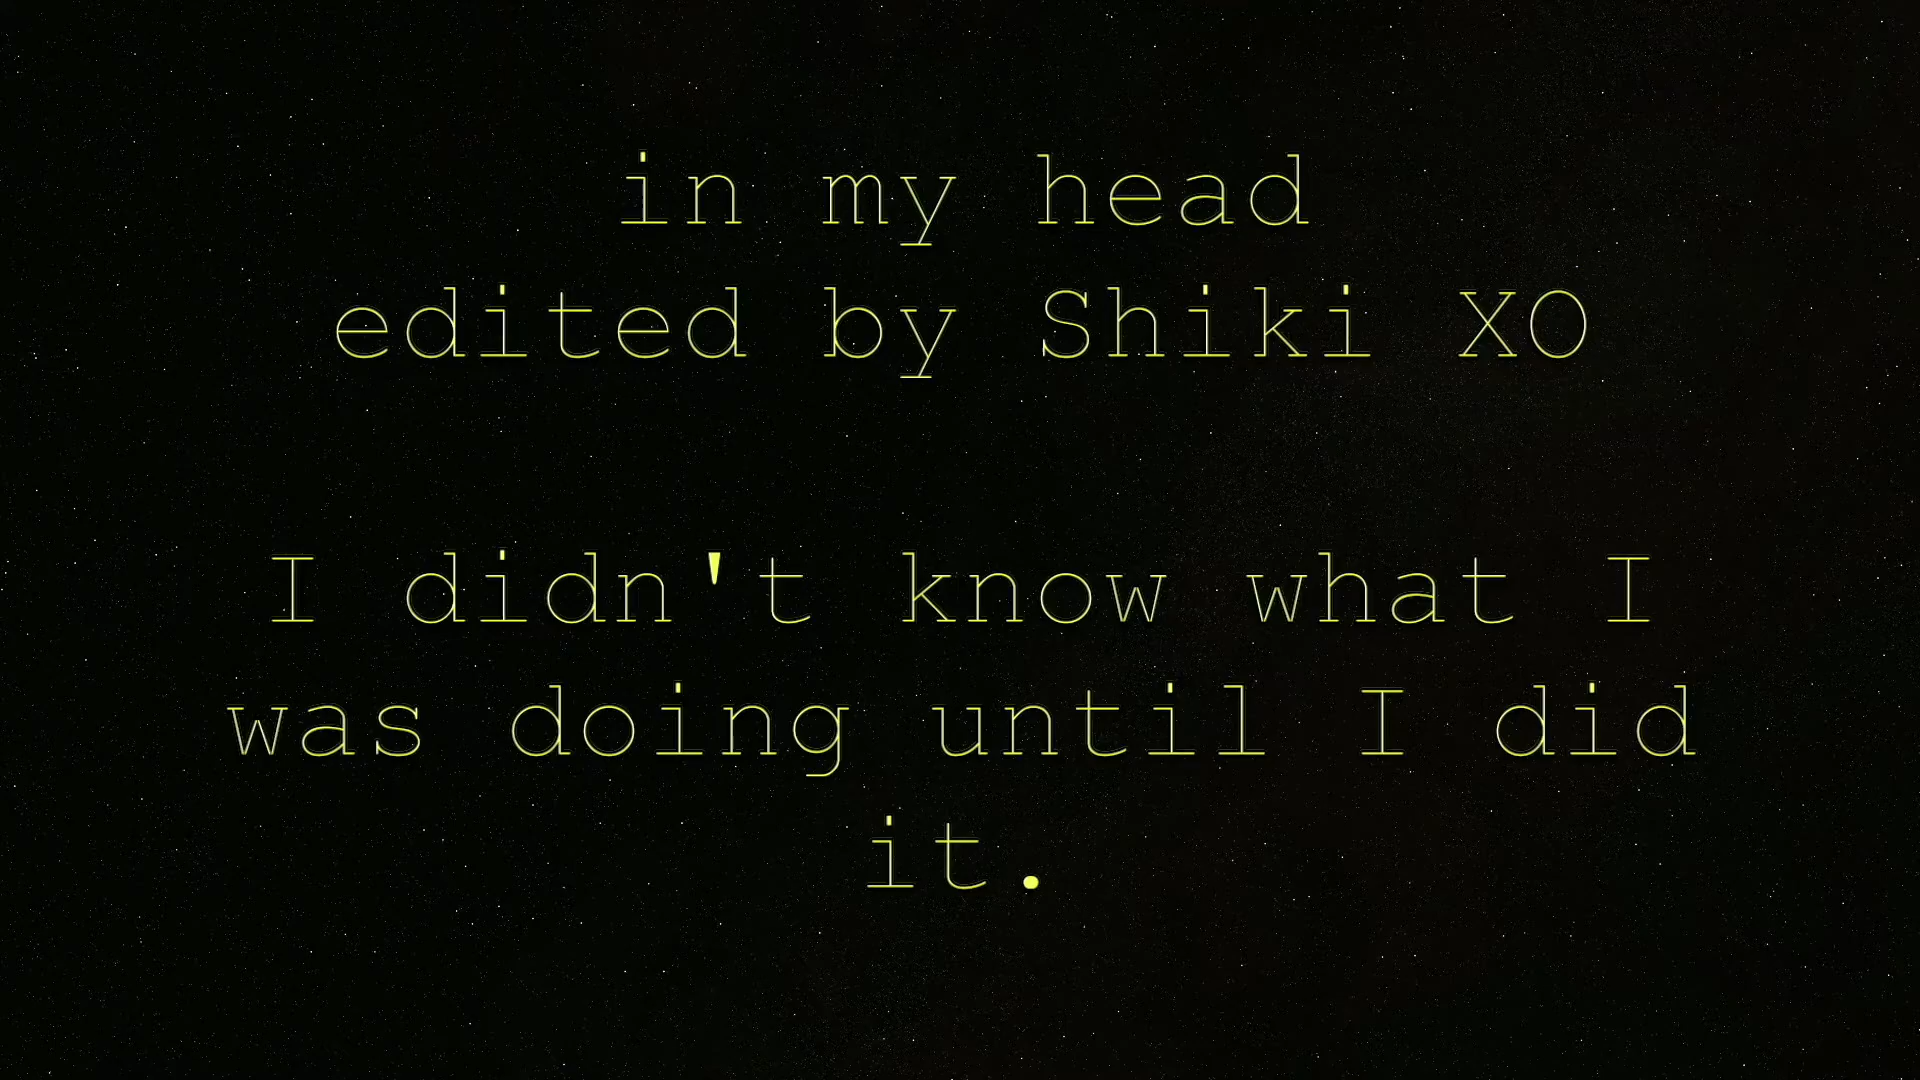 in my head
edited by Shiki XO
I didn't know what I
was doing until I did
it.